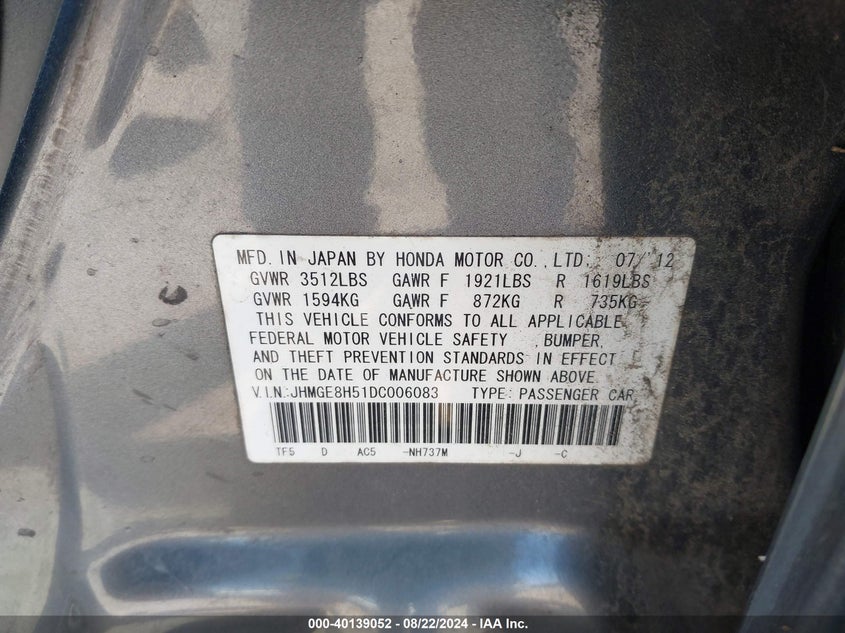 MFD. IN JAPAN BY HONDA MOTOR CO.,LTD. 07/12
GVWR 3512LBS GAWR F 1921LBS R 1619LBS
GVWR 1594KG GAWR F 872KG R 735KG
THIS VEHICLE CONFORMS TO ALL APPLICABLE
FEDERAL MOTOR VEHICLE SAFETY ,BUMPER,
AND THEFT PREVENTION STANDARDS IN EFFECT
ON THE DATE OF MANUFACTURE SHOWN ABOVE.
V.I.N.:JHMGE8H51DC006083 TYPE: PASSENGER CAR
TF5 D AC5 -NH737M -J -C
000-40139052 - 08/22/2024 - IAA Inc.